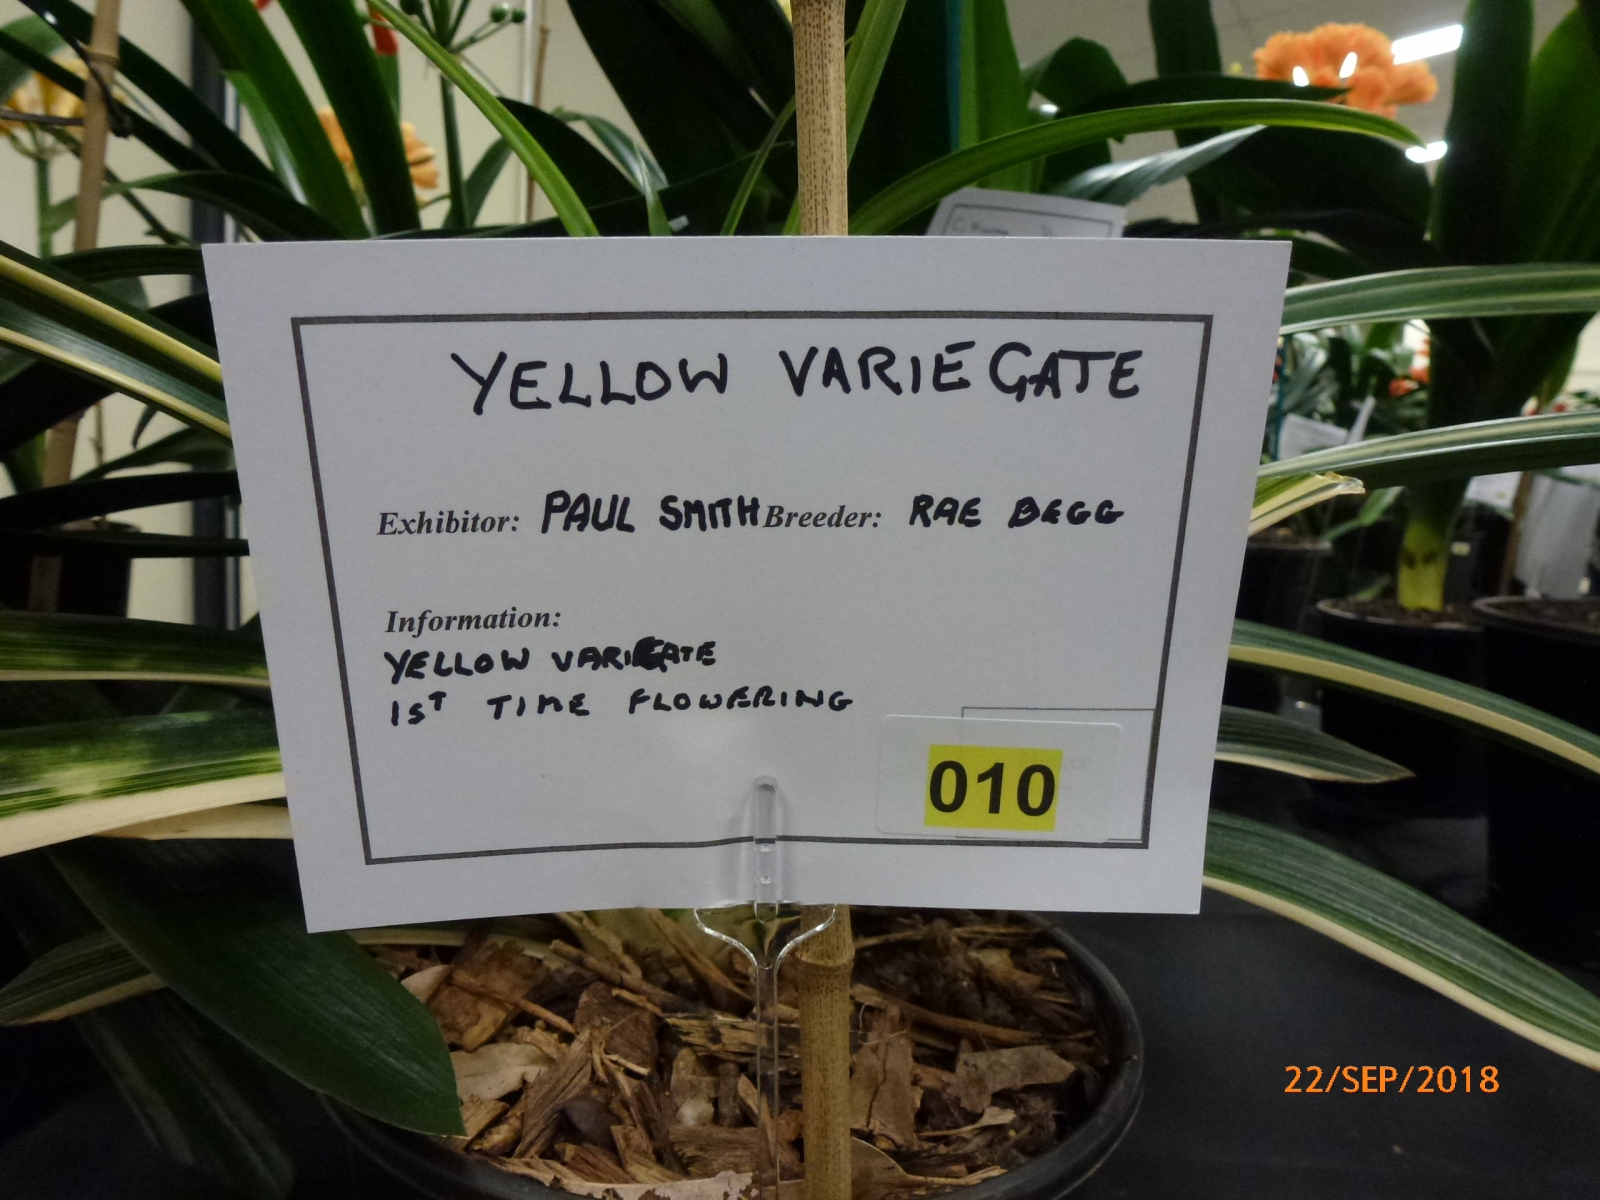 YELLOW VARIEGATE
Exhibitor: PAUL SMITH Breeder: RAE BEGG
Information:
YELLOW VARIEGATE
1ST TIME FLOWERING
010
22/SEP/2018